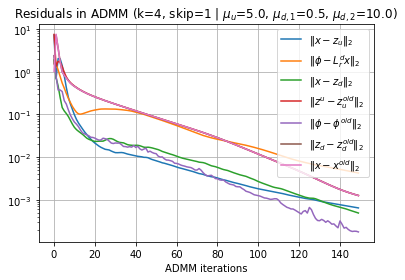 Residuals in ADMM (k=4, skip=1 | μ_u=5.0, μ_{d,1}=0.5, μ_{d,2}=10.0)
10^1
10^0
10^{-1}
10^{-2}
10^{-3}
0 20 40 60 80 100 120 140
ADMM iterations
‖x − z_u‖_2
‖ϕ − L_r^d x‖_2
‖x − z_d‖_2
‖z^u − z_u^{old}‖_2
‖ϕ − ϕ^{old}‖_2
‖z_d − z_d^{old}‖_2
‖x − x^{old}‖_2